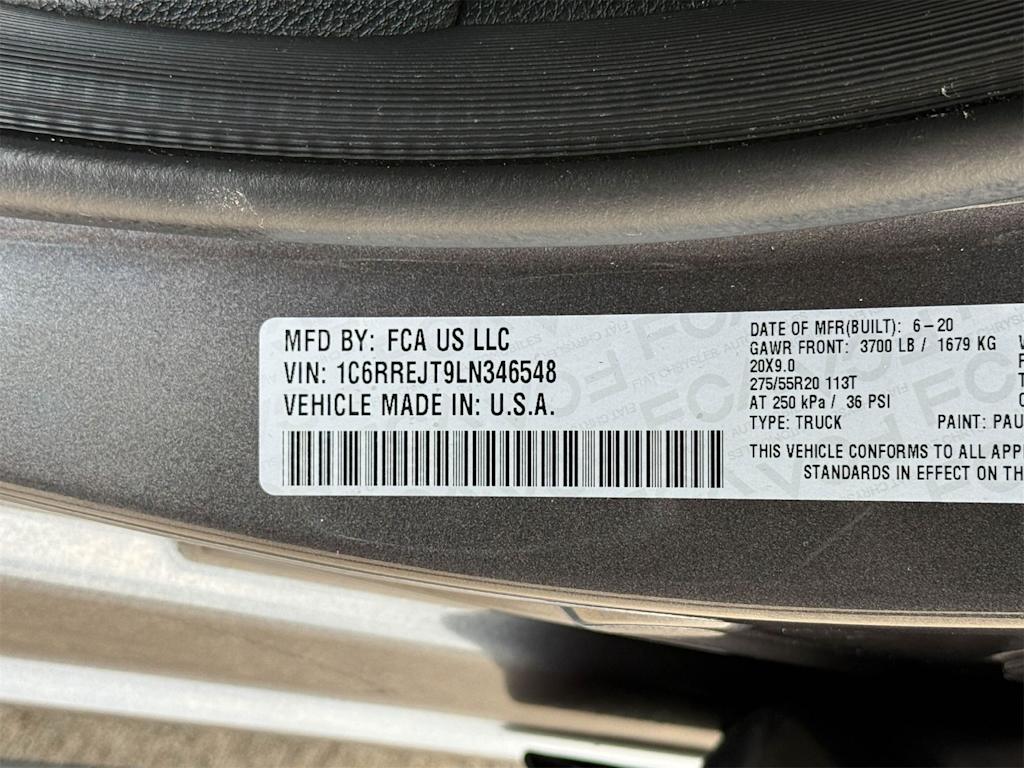 MFD BY: FCA US LLC
VIN: 1C6RREJT9LN346548
VEHICLE MADE IN: U.S.A.
DATE OF MFR(BUILT): 6-20
GAWR FRONT: 3700 LB / 1679 KG
20X9.0
275/55R20 113T
AT 250 kPa / 36 PSI
TYPE: TRUCK PAINT: PAU
THIS VEHICLE CONFORMS TO ALL APPL
STANDARDS IN EFFECT ON TH